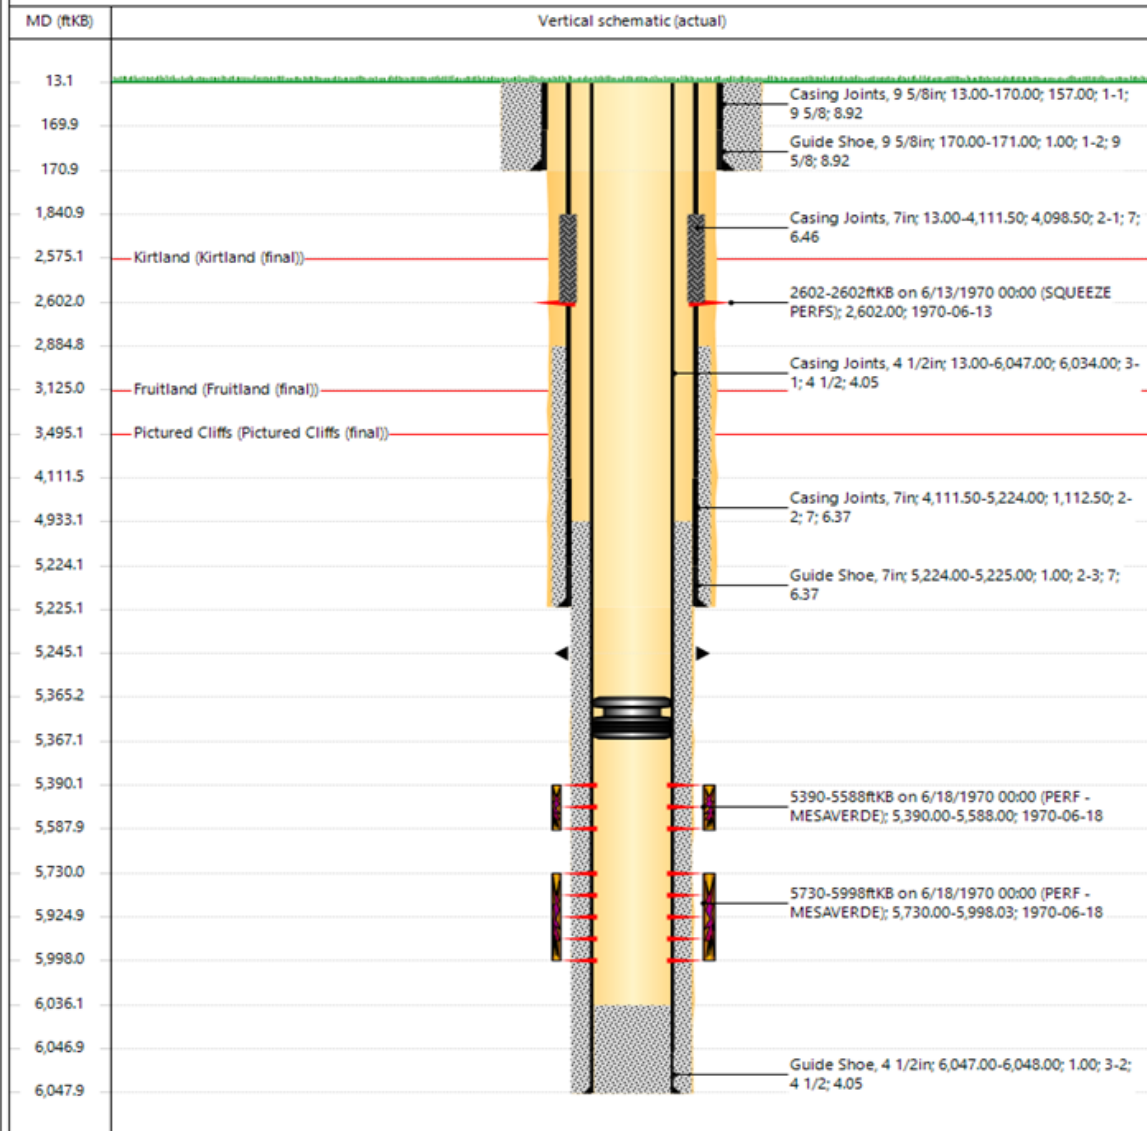 MD (ftKB)
Vertical schematic (actual)
13.1
Casing Joints, 9 5/8in; 13.00-170.00; 157.00; 1-1;
9 5/8; 8.92
169.9
Guide Shoe, 9 5/8in; 170.00-171.00; 1.00; 1-2; 9
5/8; 8.92
170.9
1,840.9
Casing Joints, 7in; 13.00-4,111.50; 4,098.50; 2-1; 7;
6.46
2,575.1
Kirtland (Kirtland (final))
2,602.0
2602-2602ftKB on 6/13/1970 00:00 (SQUEEZE
PERFS); 2,602.00; 1970-06-13
2,884.8
Casing Joints, 4 1/2in; 13.00-6,047.00; 6,034.00; 3-
1; 4 1/2; 4.05
3,125.0
Fruitland (Fruitland (final))
3,495.1
Pictured Cliffs (Pictured Cliffs (final))
4,111.5
Casing Joints, 7in; 4,111.50-5,224.00; 1,112.50; 2-
2; 7; 6.37
4,933.1
5,224.1
Guide Shoe, 7in; 5,224.00-5,225.00; 1.00; 2-3; 7;
6.37
5,225.1
5,245.1
5,365.2
5,367.1
5,390.1
5390-5588ftKB on 6/18/1970 00:00 (PERF -
MESAVERDE); 5,390.00-5,588.00; 1970-06-18
5,587.9
5,730.0
5730-5998ftKB on 6/18/1970 00:00 (PERF -
MESAVERDE); 5,730.00-5,998.03; 1970-06-18
5,924.9
5,998.0
6,036.1
6,046.9
Guide Shoe, 4 1/2in; 6,047.00-6,048.00; 1.00; 3-2;
4 1/2; 4.05
6,047.9